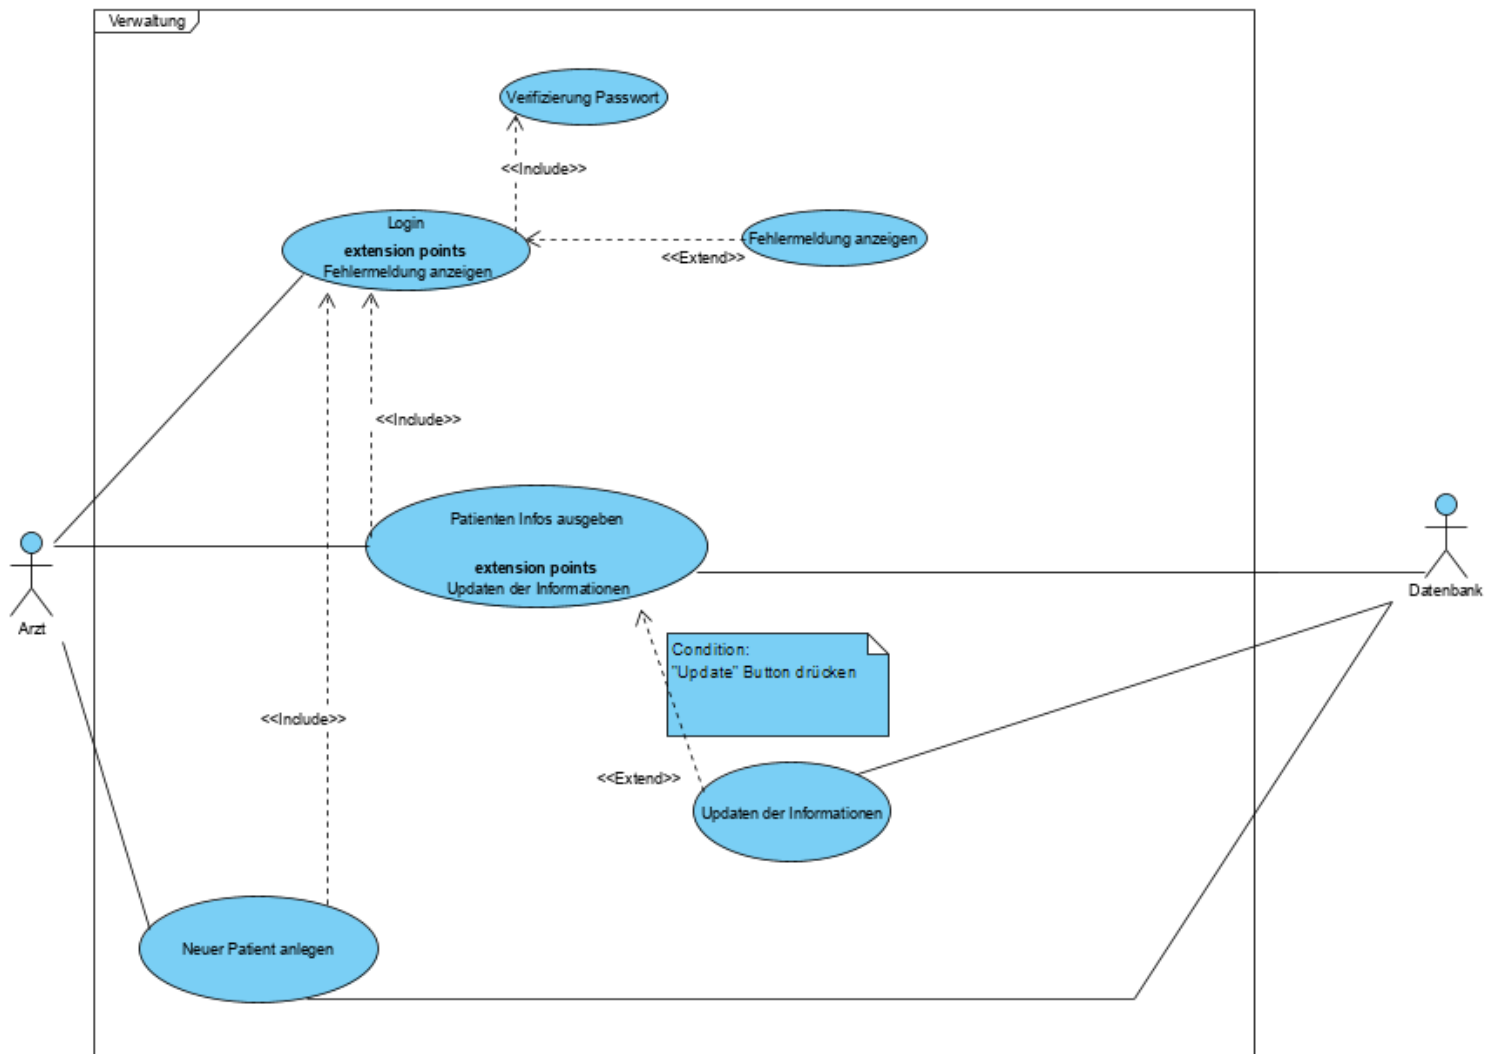 Verwaltung
Verifizierung Passwort
<<Include>>
Login
extension points
Fehlermeldung anzeigen
Fehlermeldung anzeigen
<<Extend>>
<<Include>>
Patienten Infos ausgeben
extension points
Updaten der Informationen
Arzt
Datenbank
Condition:
"Update" Button drücken
<<Include>>
<<Extend>>
Updaten der Informationen
Neuer Patient anlegen